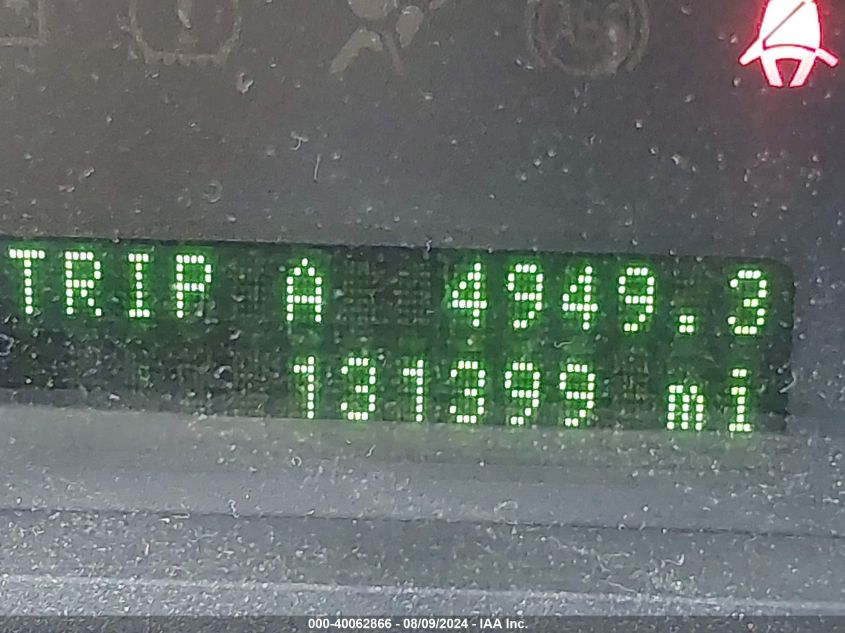 TRIP A 4949.3
131399 mi
000-40062866 - 08/09/2024 - IAA Inc.